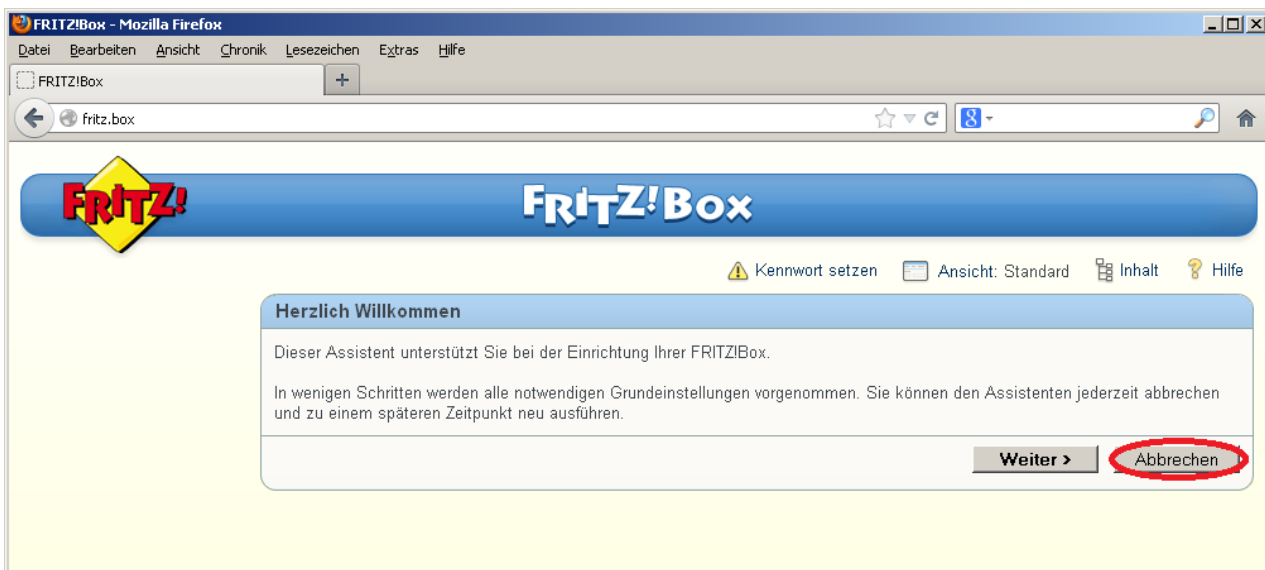 FRITZ!Box - Mozilla Firefox
Datei Bearbeiten Ansicht Chronik Lesezeichen Extras Hilfe
FRITZ!Box
fritz.box
FRITZ!
FRITZ!Box
Kennwort setzen Ansicht: Standard Inhalt Hilfe
Herzlich Willkommen
Dieser Assistent unterstützt Sie bei der Einrichtung Ihrer FRITZ!Box.
In wenigen Schritten werden alle notwendigen Grundeinstellungen vorgenommen. Sie können den Assistenten jederzeit abbrechen
und zu einem späteren Zeitpunkt neu ausführen.
Weiter > Abbrechen